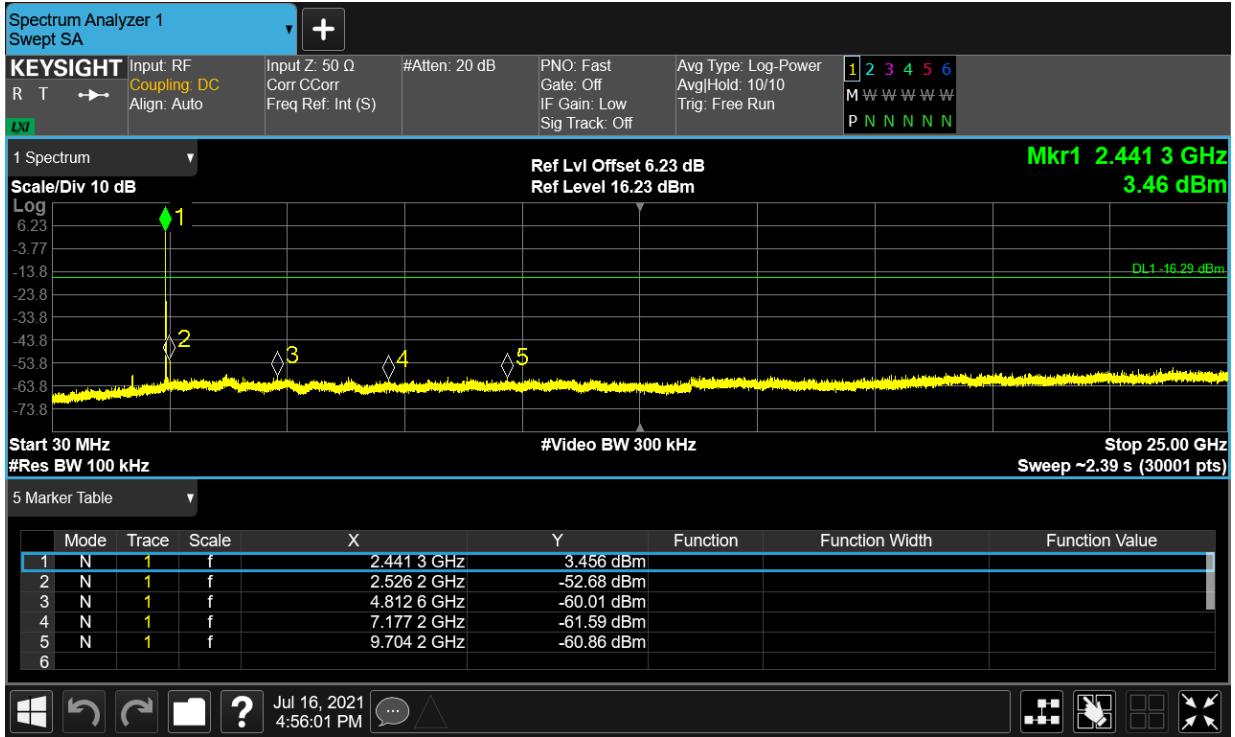 Spectrum Analyzer 1
Swept SA
KEYSIGHT
R T
LXI
Input: RF
Coupling: DC
Align: Auto
Input Z: 50 Ω
Corr CCorr
Freq Ref: Int (S)
#Atten: 20 dB
PNO: Fast
Gate: Off
IF Gain: Low
Sig Track: Off
Avg Type: Log-Power
Avg|Hold: 10/10
Trig: Free Run
1 2 3 4 5 6
M W W W W W
P N N N N N
1 Spectrum
Scale/Div 10 dB
Ref Lvl Offset 6.23 dB
Ref Level 16.23 dBm
Mkr1 2.441 3 GHz
3.46 dBm
Log
6.23
-3.77
-13.8
-23.8
-33.8
-43.8
-53.8
-63.8
-73.8
1
2
3
4
5
DL1 -16.29 dBm
Start 30 MHz
#Video BW 300 kHz
Stop 25.00 GHz
#Res BW 100 kHz
Sweep ~2.39 s (30001 pts)
5 Marker Table
Mode Trace Scale X Y Function Function Width Function Value
1 N 1 f 2.441 3 GHz 3.456 dBm
2 N 1 f 2.526 2 GHz -52.68 dBm
3 N 1 f 4.812 6 GHz -60.01 dBm
4 N 1 f 7.177 2 GHz -61.59 dBm
5 N 1 f 9.704 2 GHz -60.86 dBm
6
?
Jul 16, 2021
4:56:01 PM